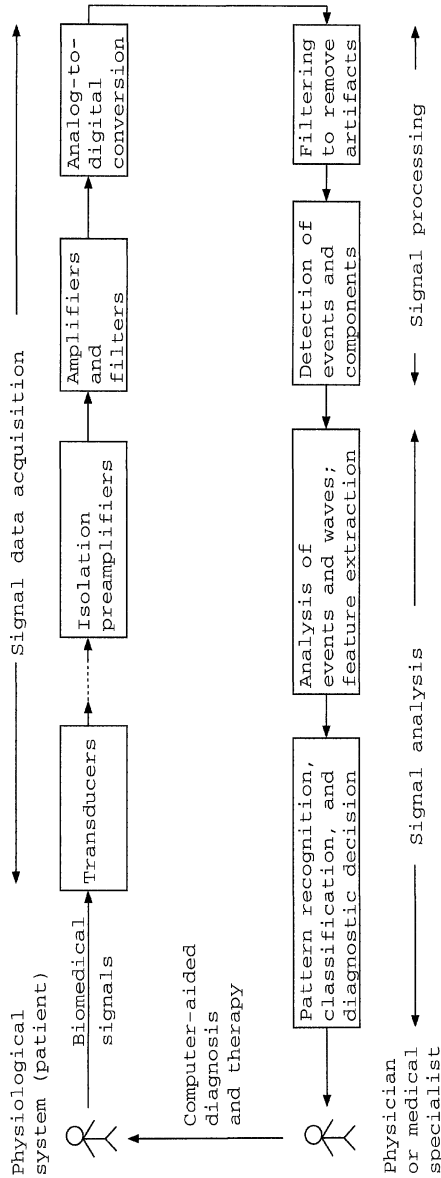 Physiological
system (patient)
Signal data acquisition
Biomedical
signals
Transducers
Isolation
preamplifiers
Amplifiers
and
filters
Analog-to-
digital
conversion
Computer-aided
diagnosis
and therapy
Pattern recognition,
classification, and
diagnostic decision
Analysis of
events and waves;
feature extraction
Detection of
events and
components
Filtering
to remove
artifacts
Physician
or medical
specialist
Signal analysis
Signal processing